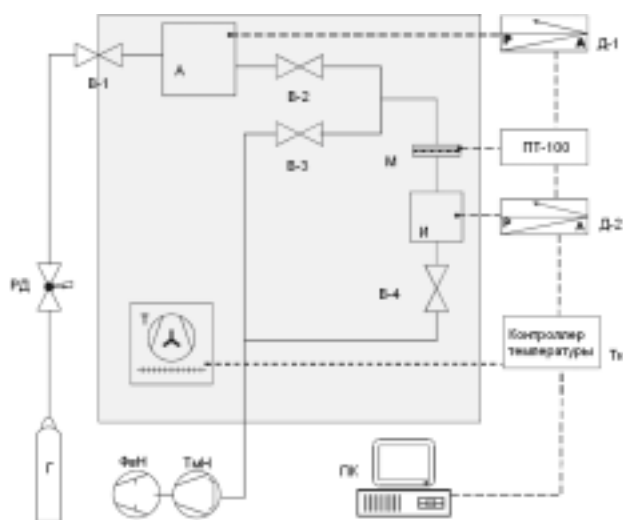 Р А
Д-1
А
В-1
В-2
ПТ-100
В-3
М
И
Р А
Д-2
РД
В-4
Т
Контроллер
температуры
Тк
Г
ФвН
ТмН
ПК